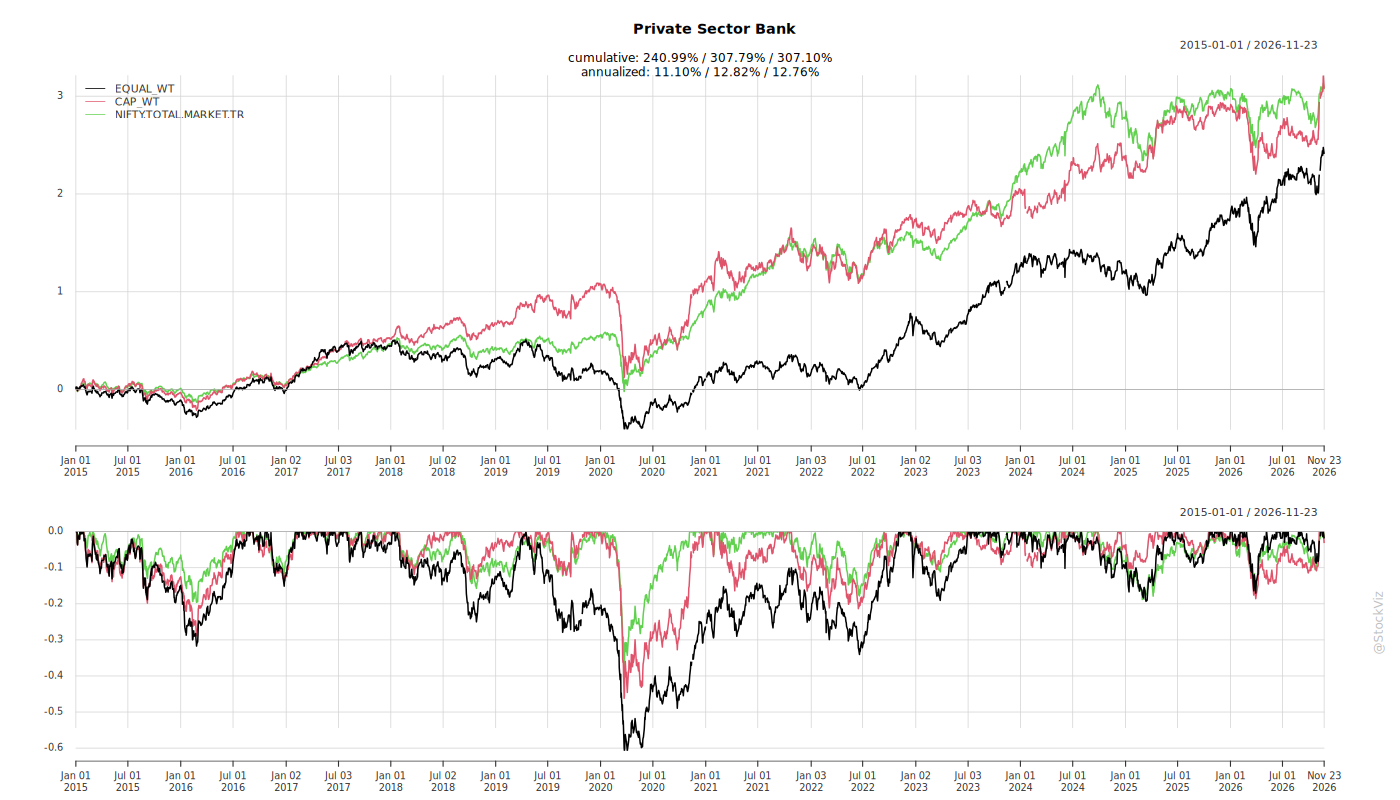 Private Sector Bank
2015-01-01 / 2026-11-23
cumulative: 240.99% / 307.79% / 307.10%
annualized: 11.10% / 12.82% / 12.76%
EQUAL_WT
CAP_WT
NIFTYTOTAL.MARKET.TR
3
2
1
0
Jan 01 Jul 01 Jan 01 Jul 01 Jan 02 Jul 03 Jan 01 Jul 02 Jan 01 Jul 01 Jan 01 Jul 01 Jan 01 Jul 01 Jan 03 Jul 01 Jan 02 Jul 03 Jan 01 Jul 01 Jan 01 Jul 01 Jan 01 Jul 01 Nov 23
2015 2015 2016 2016 2017 2017 2018 2018 2019 2019 2020 2020 2021 2021 2022 2022 2023 2023 2024 2024 2025 2025 2026 2026 2026
2015-01-01 / 2026-11-23
0.0
-0.1
-0.2
-0.3
-0.4
-0.5
-0.6
Jan 01 Jul 01 Jan 01 Jul 01 Jan 02 Jul 03 Jan 01 Jul 02 Jan 01 Jul 01 Jan 01 Jul 01 Jan 01 Jul 01 Jan 03 Jul 01 Jan 02 Jul 03 Jan 01 Jul 01 Jan 01 Jul 01 Jan 01 Jul 01 Nov 23
2015 2015 2016 2016 2017 2017 2018 2018 2019 2019 2020 2020 2021 2021 2022 2022 2023 2023 2024 2024 2025 2025 2026 2026 2026
@StockViz